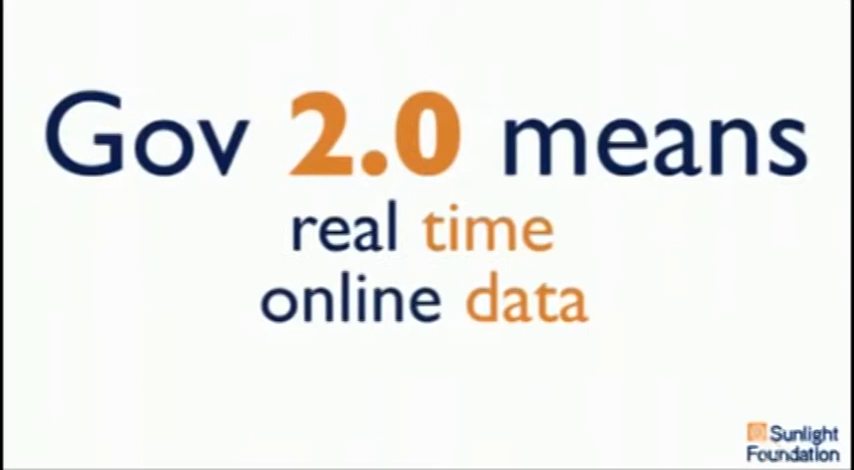 Gov 2.0 means
real time
online data
Sunlight
Foundation